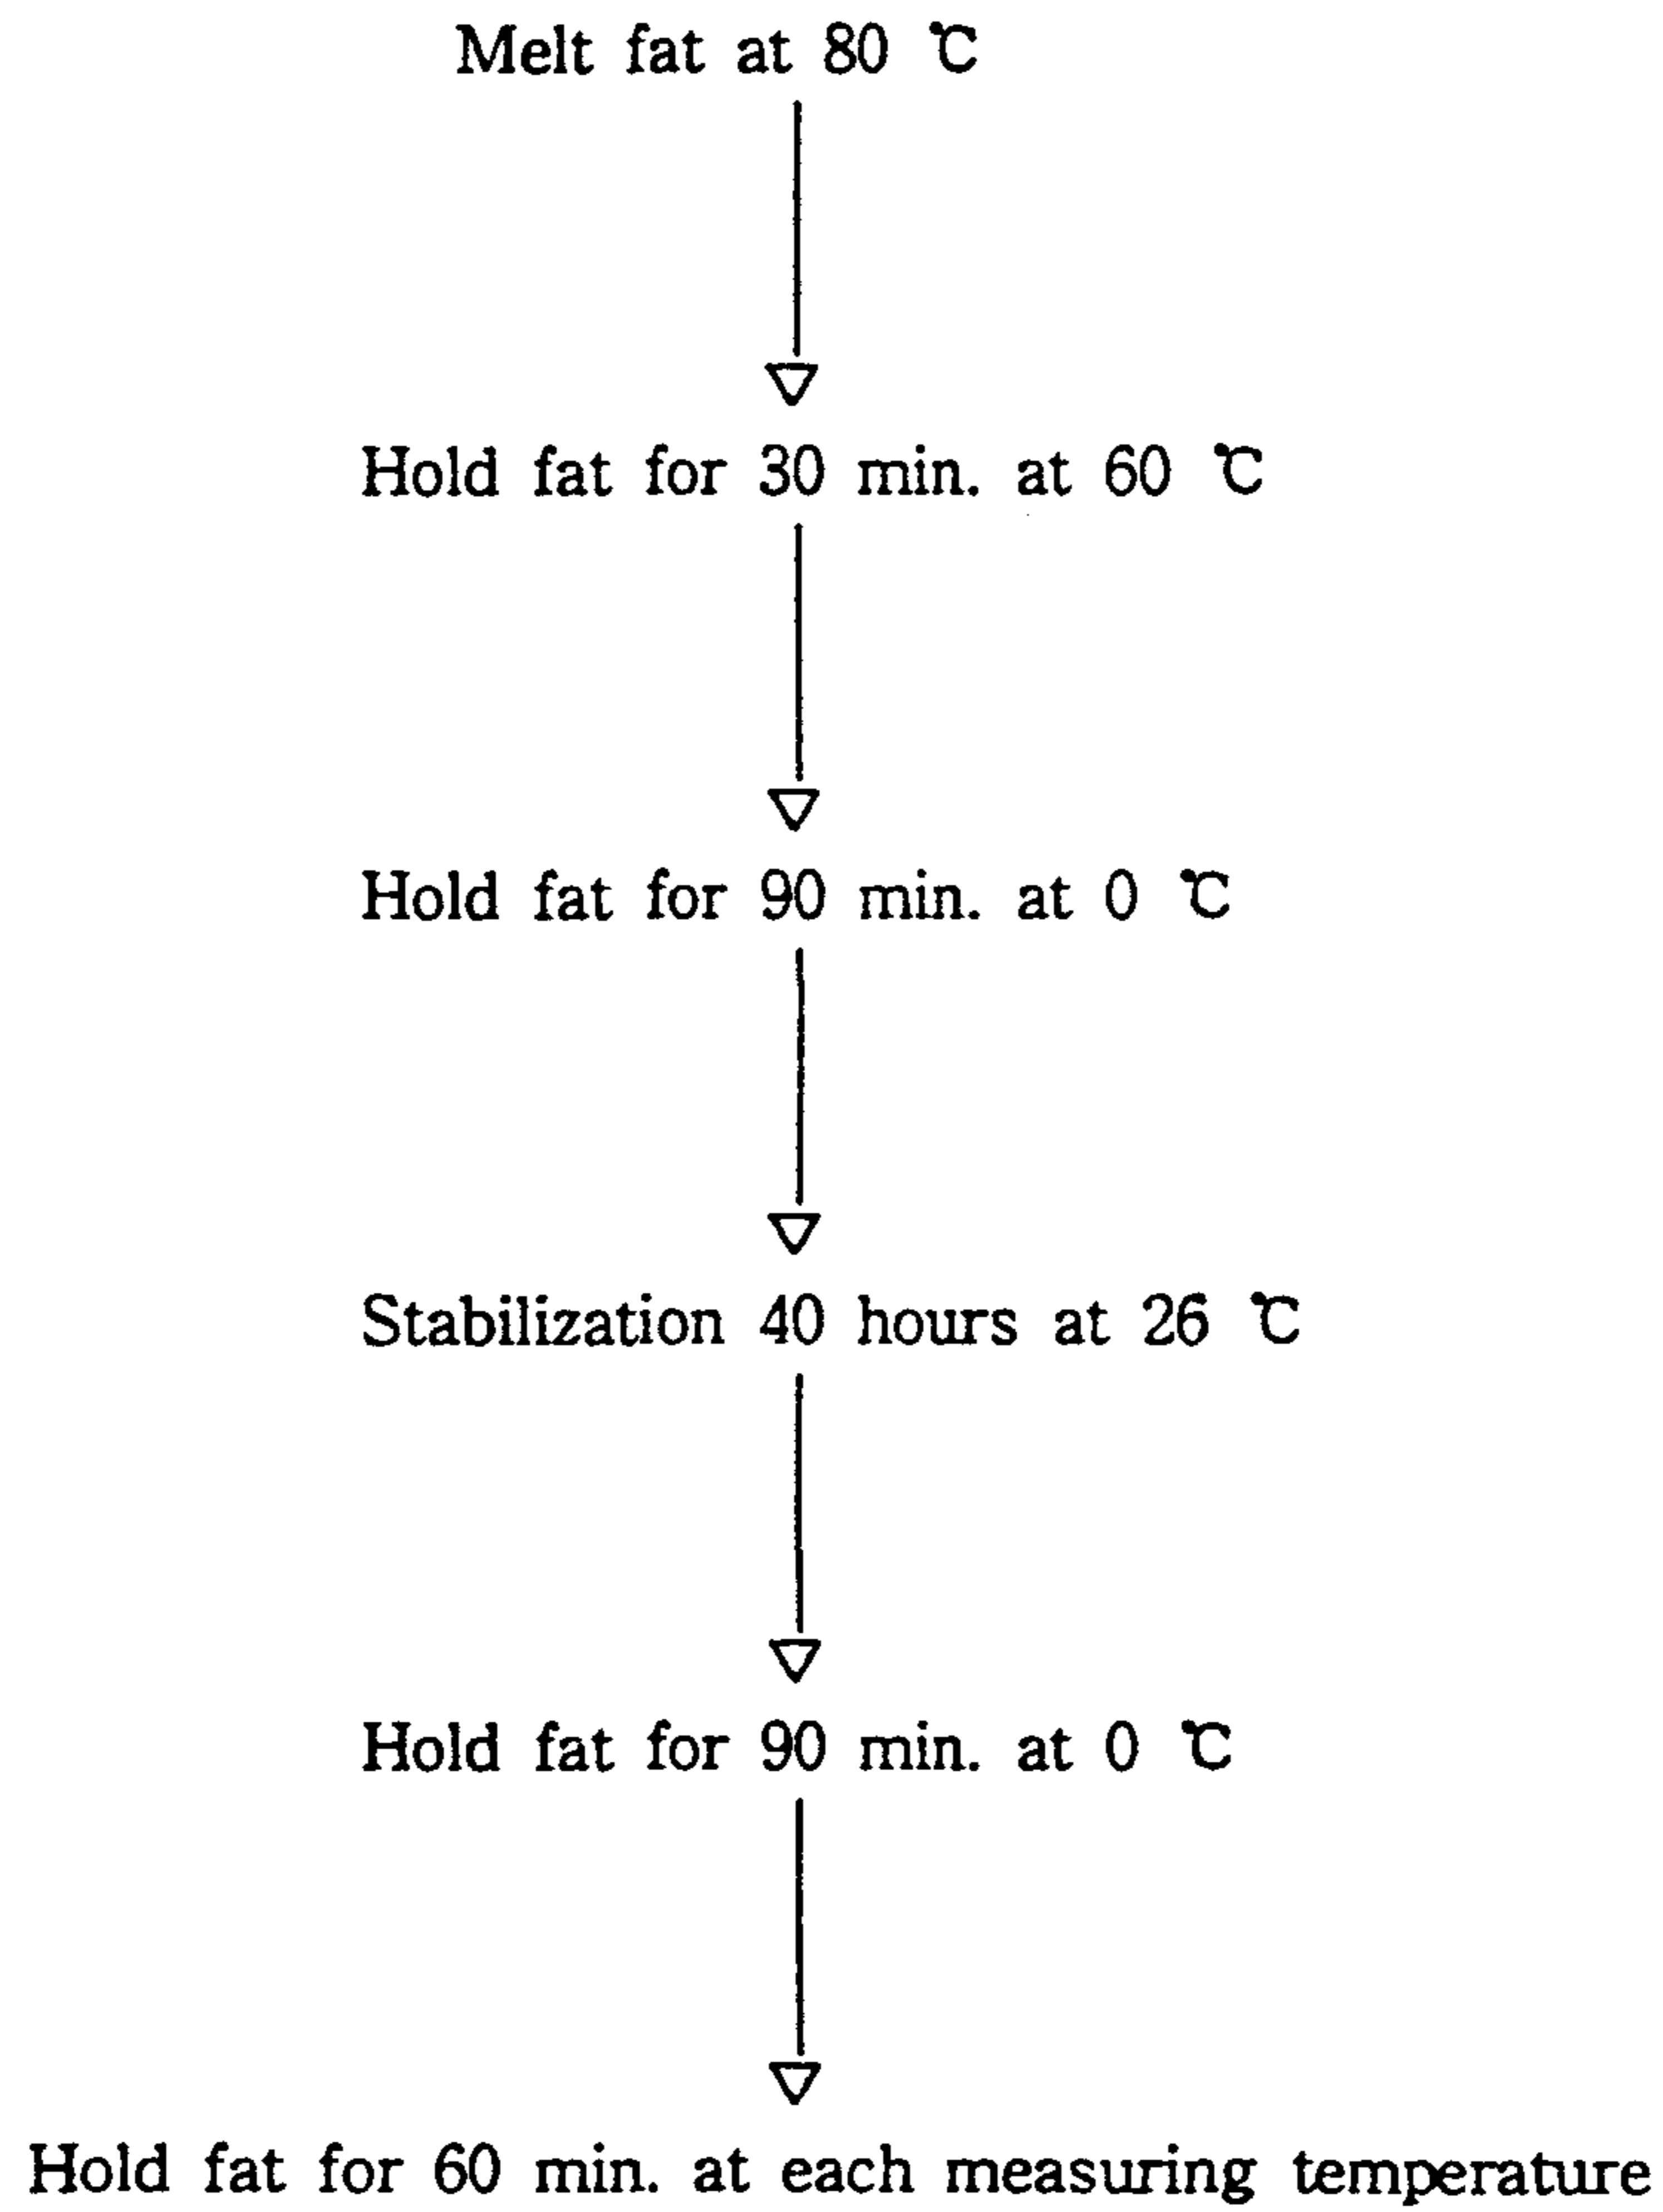 Melt fat at 80 ℃
Hold fat for 30 min. at 60 ℃
Hold fat for 90 min. at 0 ℃
Stabilization 40 hours at 26 ℃
Hold fat for 90 min. at 0 ℃
Hold fat for 60 min. at each measuring temperature